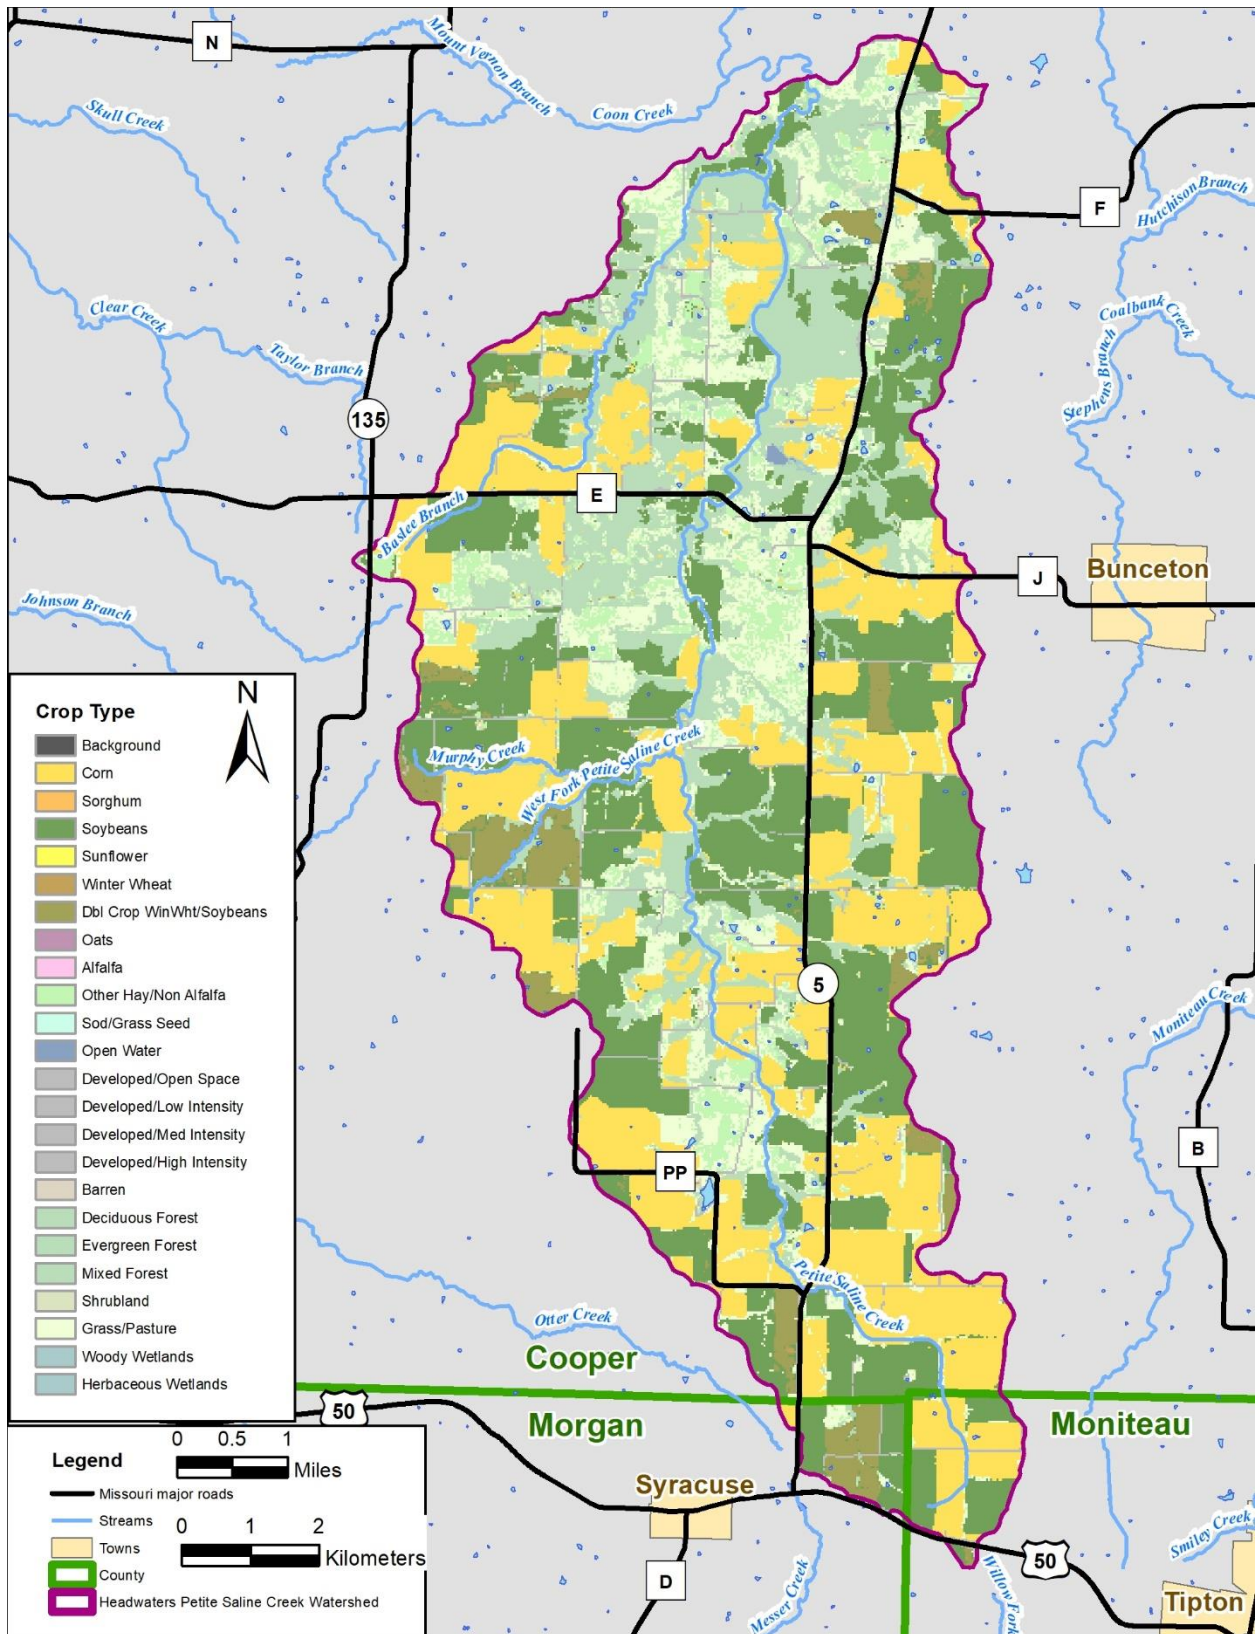 N
Mount Vernon Branch
Skull Creek
Coon Creek
F
Hutchison Branch
Clear Creek
Coalbank Creek
Taylor Branch
Stephens Branch
135
E
Baslee Branch
J
Bunceton
Johnson Branch
N
Crop Type
Background
Corn
Sorghum
Soybeans
Sunflower
Winter Wheat
Dbl Crop WinWht/Soybeans
Oats
Alfalfa
Other Hay/Non Alfalfa
Sod/Grass Seed
Open Water
Developed/Open Space
Developed/Low Intensity
Developed/Med Intensity
Developed/High Intensity
Barren
Deciduous Forest
Evergreen Forest
Mixed Forest
Shrubland
Grass/Pasture
Woody Wetlands
Herbaceous Wetlands
Murphy Creek
West Fork Petite Saline Creek
5
Moniteau Creek
B
PP
Petite Saline Creek
Otter Creek
Cooper
Morgan
Moniteau
50
Legend
0 0.5 1
Miles
Missouri major roads
Streams
0 1 2
Kilometers
Towns
County
Headwaters Petite Saline Creek Watershed
Syracuse
D
Messer Creek
50
Willow Fork
Smiley Creek
Tipton